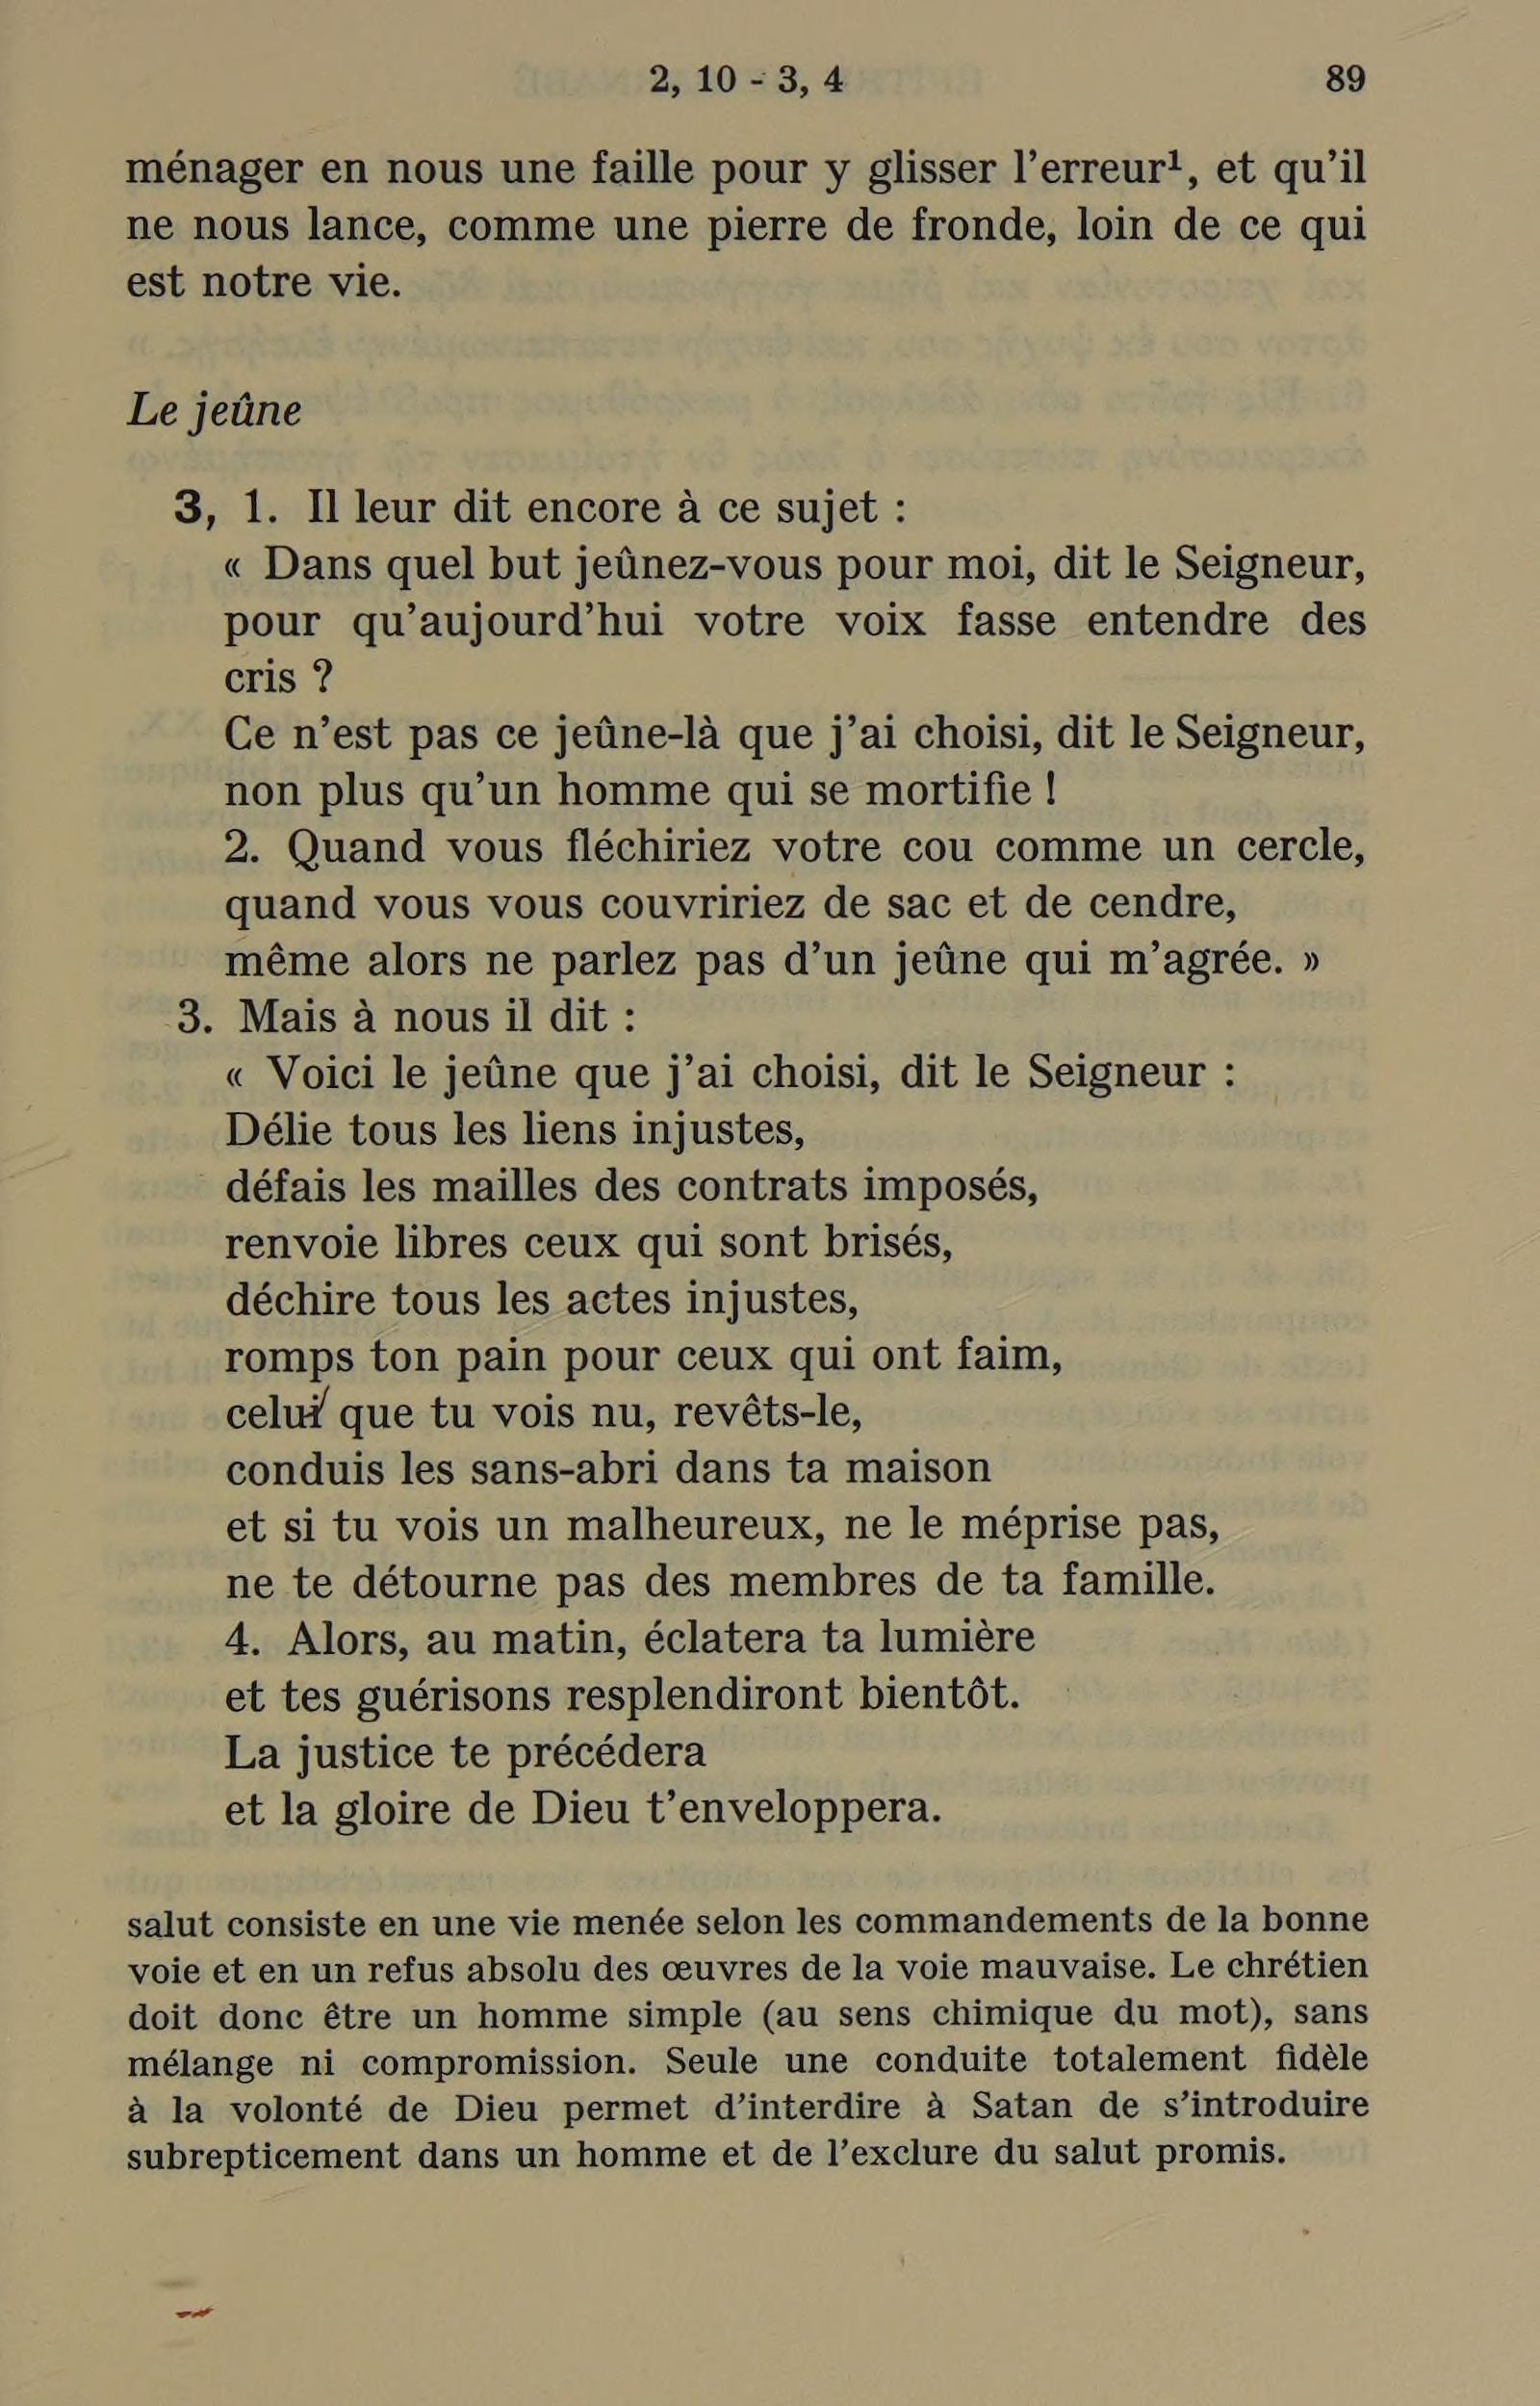 2, 10 - 3, 4 89
ménager en nous une faille pour y glisser l'erreur¹, et qu'il
ne nous lance, comme une pierre de fronde, loin de ce qui
est notre vie.
Le jeûne
3, 1. Il leur dit encore à ce sujet :
« Dans quel but jeûnez-vous pour moi, dit le Seigneur,
pour qu'aujourd'hui votre voix fasse entendre des
cris ?
Ce n'est pas ce jeûne-là que j'ai choisi, dit le Seigneur,
non plus qu'un homme qui se mortifie !
2. Quand vous fléchiriez votre cou comme un cercle,
quand vous vous couvririez de sac et de cendre,
même alors ne parlez pas d'un jeûne qui m'agrée. »
3. Mais à nous il dit :
« Voici le jeûne que j'ai choisi, dit le Seigneur :
Délie tous les liens injustes,
défais les mailles des contrats imposés,
renvoie libres ceux qui sont brisés,
déchire tous les actes injustes,
romps ton pain pour ceux qui ont faim,
celui que tu vois nu, revêts-le,
conduis les sans-abri dans ta maison
et si tu vois un malheureux, ne le méprise pas,
ne te détourne pas des membres de ta famille.
4. Alors, au matin, éclatera ta lumière
et tes guérisons resplendiront bientôt.
La justice te précédera
et la gloire de Dieu t'enveloppera.
salut consiste en une vie menée selon les commandements de la bonne
voie et en un refus absolu des œuvres de la voie mauvaise. Le chrétien
doit donc être un homme simple (au sens chimique du mot), sans
mélange ni compromission. Seule une conduite totalement fidèle
à la volonté de Dieu permet d'interdire à Satan de s'introduire
subrepticement dans un homme et de l'exclure du salut promis.